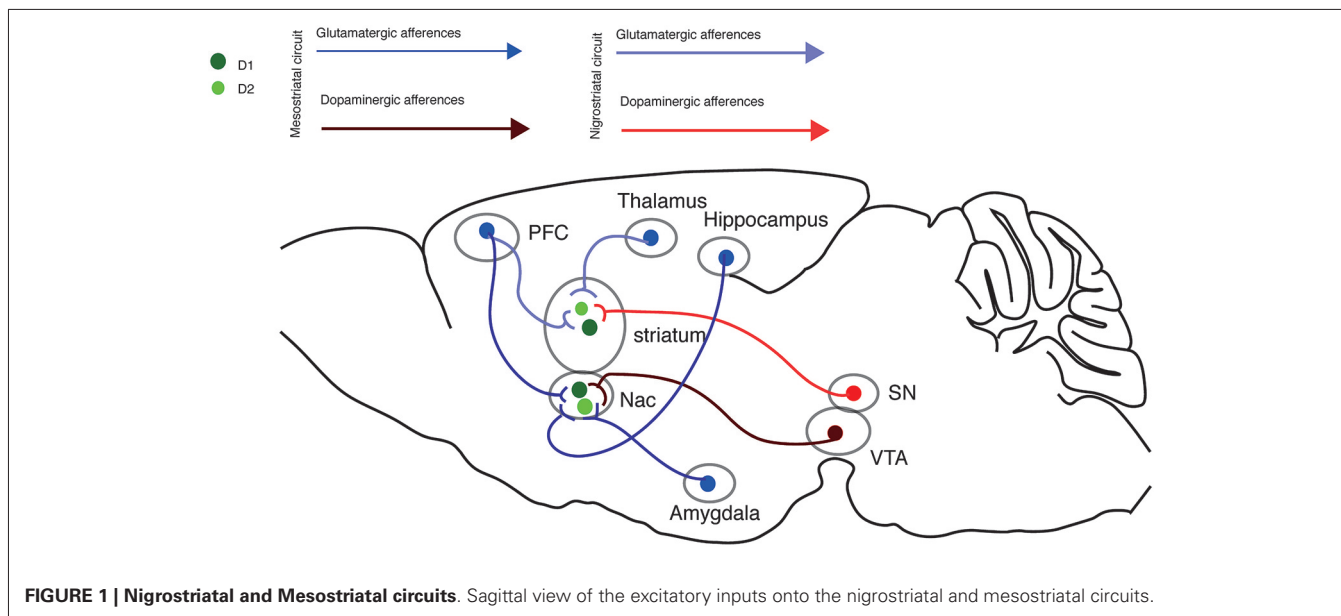 Glutamatergic afferences
Glutamatergic afferences
Mesostriatal circuit
Nigrostriatal circuit
D1
D2
Dopaminergic afferences
Dopaminergic afferences
Thalamus
Hippocampus
PFC
striatum
Nac
SN
VTA
Amygdala
FIGURE 1 | Nigrostriatal and Mesostriatal circuits. Sagittal view of the excitatory inputs onto the nigrostriatal and mesostriatal circuits.